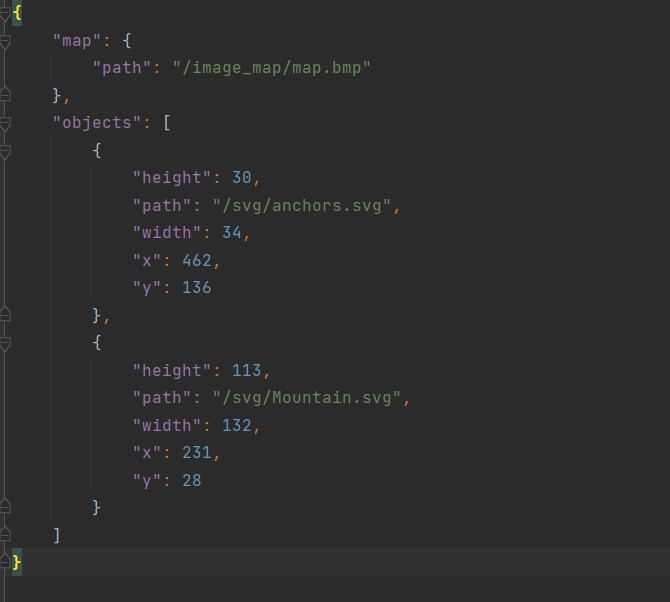 {
    "map": {
        "path": "/image_map/map.bmp"
    },
    "objects": [
        {
            "height": 30,
            "path": "/svg/anchors.svg",
            "width": 34,
            "x": 462,
            "y": 136
        },
        {
            "height": 113,
            "path": "/svg/Mountain.svg",
            "width": 132,
            "x": 231,
            "y": 28
        }
    ]
}